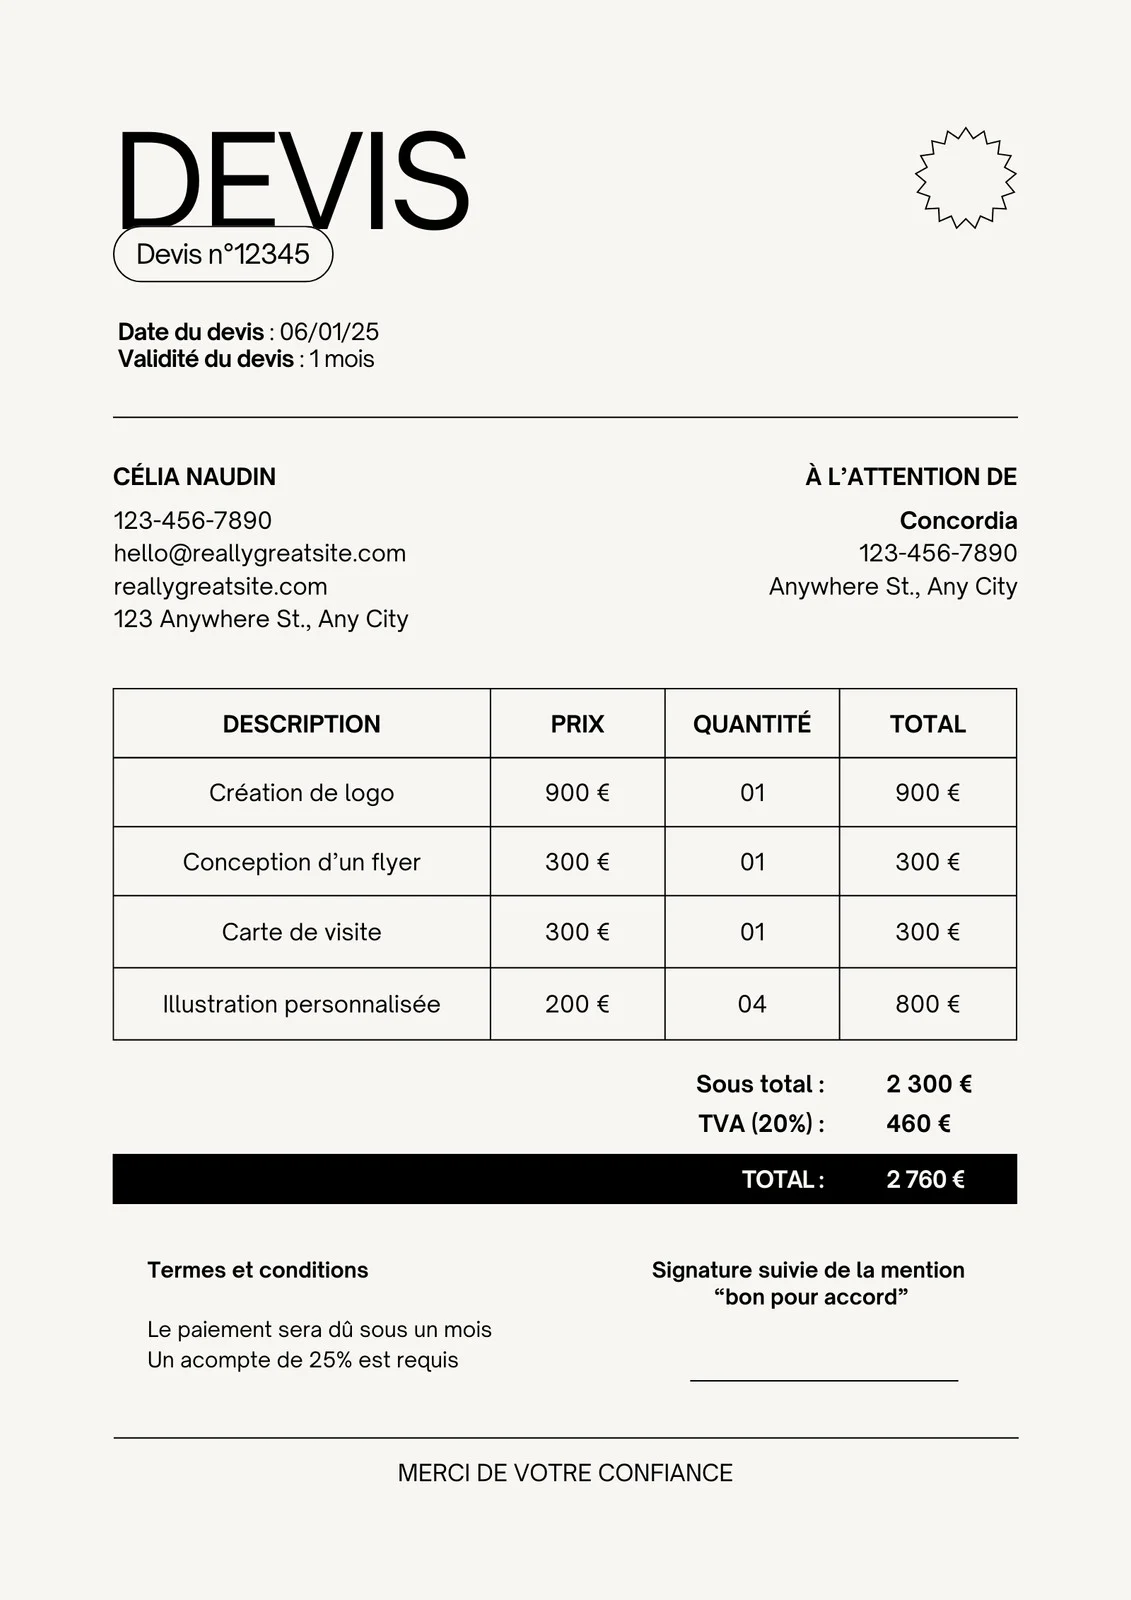 DEVIS
Devis n°12345
Date du devis : 06/01/25
Validité du devis : 1 mois
CÉLIA NAUDIN
123-456-7890
hello@reallygreatsite.com
reallygreatsite.com
123 Anywhere St., Any City
À L’ATTENTION DE
Concordia
123-456-7890
Anywhere St., Any City
DESCRIPTION PRIX QUANTITÉ TOTAL
Création de logo 900 € 01 900 €
Conception d’un flyer 300 € 01 300 €
Carte de visite 300 € 01 300 €
Illustration personnalisée 200 € 04 800 €
Sous total : 2 300 €
TVA (20%) : 460 €
TOTAL : 2 760 €
Termes et conditions
Le paiement sera dû sous un mois
Un acompte de 25% est requis
Signature suivie de la mention
“bon pour accord”
MERCI DE VOTRE CONFIANCE